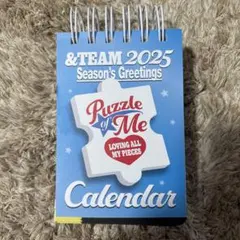 &TEAM 2025
Season's Greetings
Puzzle
of Me
LOVING ALL
MY PIECES
Calendar